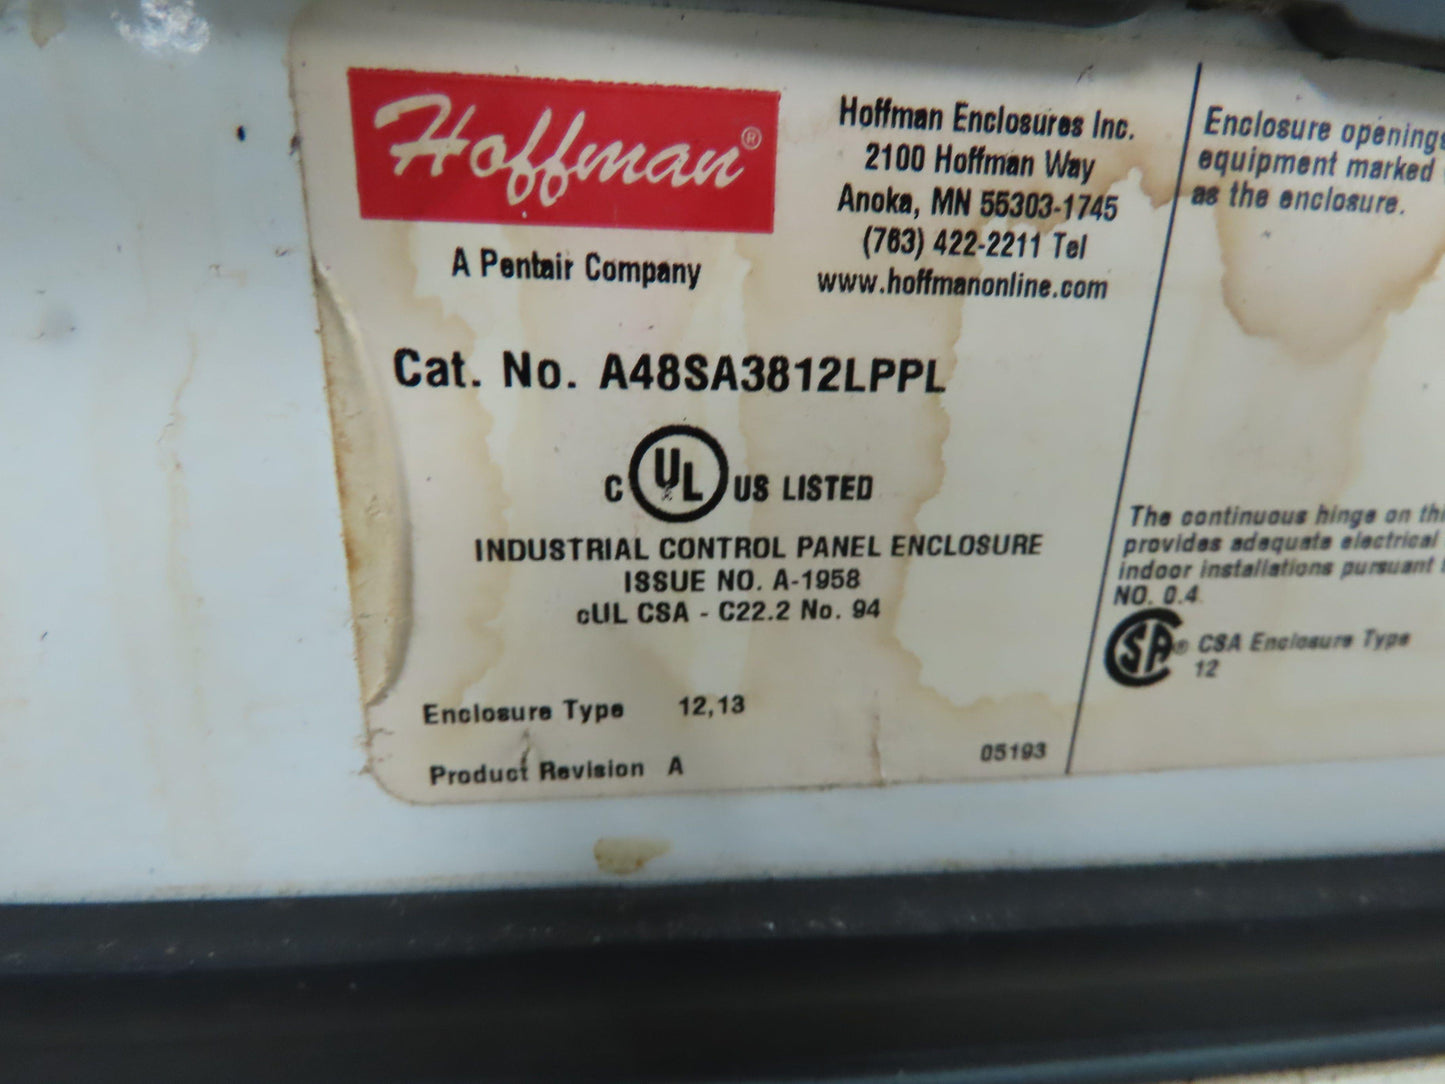 Hoffman®
A Pentair Company
Hoffman Enclosures Inc.
2100 Hoffman Way
Anoka, MN 55303-1745
(763) 422-2211 Tel
www.hoffmanonline.com
Cat. No. A48SA3812LPPL
C UL US LISTED
INDUSTRIAL CONTROL PANEL ENCLOSURE
ISSUE NO. A-1958
cUL CSA - C22.2 No. 94
Enclosure Type 12,13
Product Revision A
05193
Enclosure openings
equipment marked
as the enclosure.
The continuous hinge on
provides adequate electrical
indoor installations pursuant
NO. 0.4
SA® CSA Enclosure Type
12